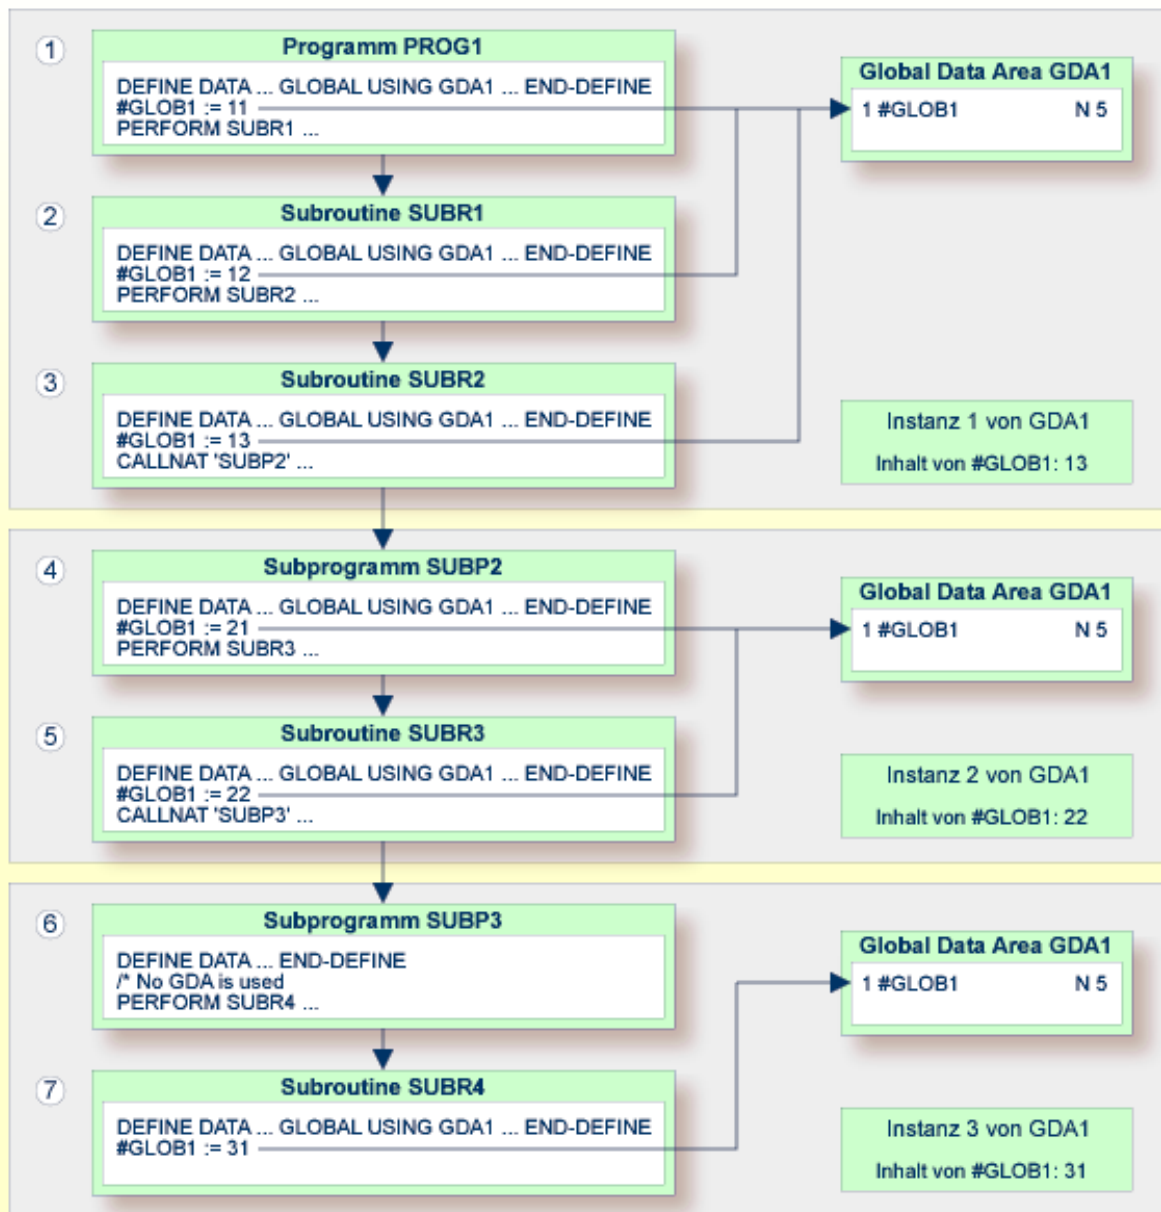 1
Programm PROG1
DEFINE DATA ... GLOBAL USING GDA1 ... END-DEFINE
#GLOB1 := 11
PERFORM SUBR1 ...
Global Data Area GDA1
1 #GLOB1 N 5
2
Subroutine SUBR1
DEFINE DATA ... GLOBAL USING GDA1 ... END-DEFINE
#GLOB1 := 12
PERFORM SUBR2 ...
3
Subroutine SUBR2
DEFINE DATA ... GLOBAL USING GDA1 ... END-DEFINE
#GLOB1 := 13
CALLNAT 'SUBP2' ...
Instanz 1 von GDA1
Inhalt von #GLOB1: 13
4
Subprogramm SUBP2
DEFINE DATA ... GLOBAL USING GDA1 ... END-DEFINE
#GLOB1 := 21
PERFORM SUBR3 ...
Global Data Area GDA1
1 #GLOB1 N 5
5
Subroutine SUBR3
DEFINE DATA ... GLOBAL USING GDA1 ... END-DEFINE
#GLOB1 := 22
CALLNAT 'SUBP3' ...
Instanz 2 von GDA1
Inhalt von #GLOB1: 22
6
Subprogramm SUBP3
DEFINE DATA ... END-DEFINE
/* No GDA is used
PERFORM SUBR4 ...
Global Data Area GDA1
1 #GLOB1 N 5
7
Subroutine SUBR4
DEFINE DATA ... GLOBAL USING GDA1 ... END-DEFINE
#GLOB1 := 31
Instanz 3 von GDA1
Inhalt von #GLOB1: 31